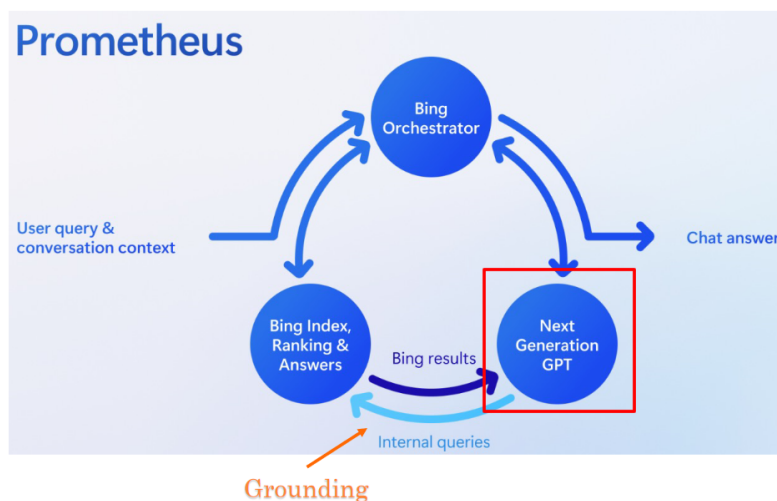 Prometheus
Bing
Orchestrator
User query &
conversation context
Chat answer
Bing Index,
Ranking &
Answers
Bing results
Next
Generation
GPT
Internal queries
Grounding